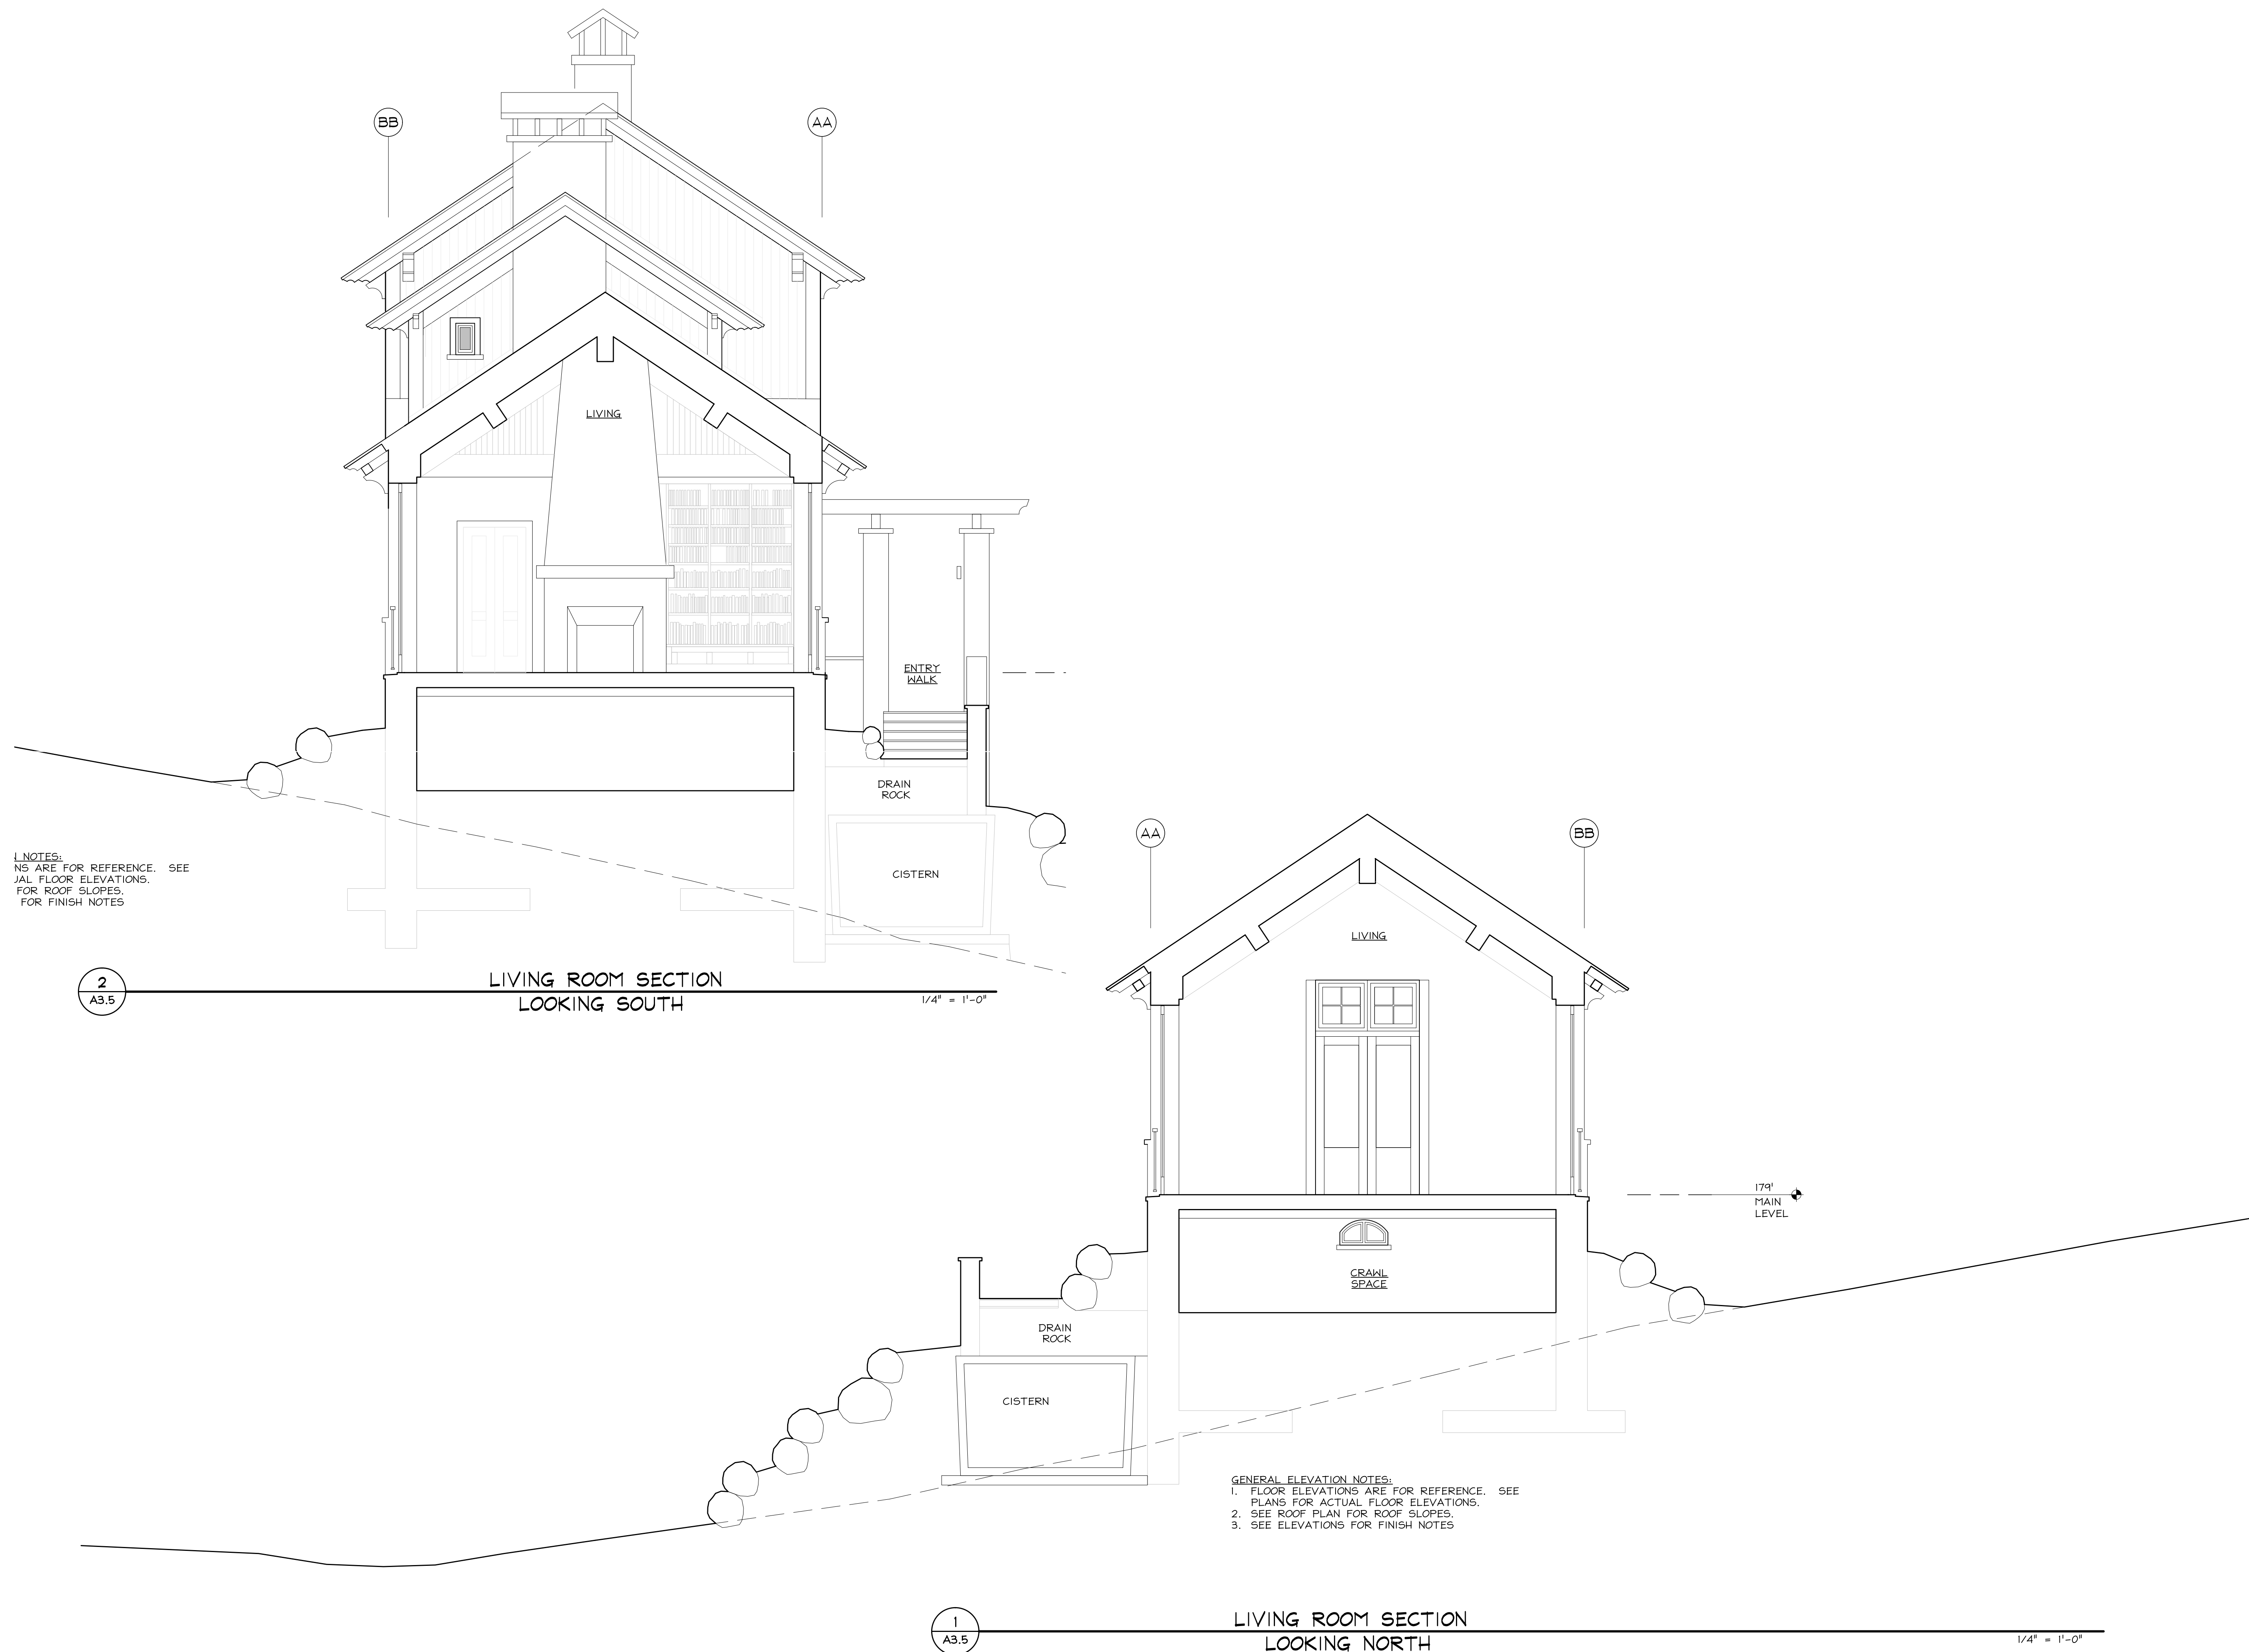 BB
AA
LIVING
ENTRY
WALK
DRAIN
ROCK
CISTERN
NOTES:
NS ARE FOR REFERENCE.  SEE
JAL FLOOR ELEVATIONS.
FOR ROOF SLOPES.
FOR FINISH NOTES
2
A3.5
LIVING ROOM SECTION
LOOKING SOUTH
1/4" = 1'-0"
AA
BB
LIVING
179'
MAIN
LEVEL
CRAWL
SPACE
DRAIN
ROCK
CISTERN
GENERAL ELEVATION NOTES:
1.  FLOOR ELEVATIONS ARE FOR REFERENCE.  SEE
PLANS FOR ACTUAL FLOOR ELEVATIONS.
2.  SEE ROOF PLAN FOR ROOF SLOPES.
3.  SEE ELEVATIONS FOR FINISH NOTES
1
A3.5
LIVING ROOM SECTION
LOOKING NORTH
1/4" = 1'-0"